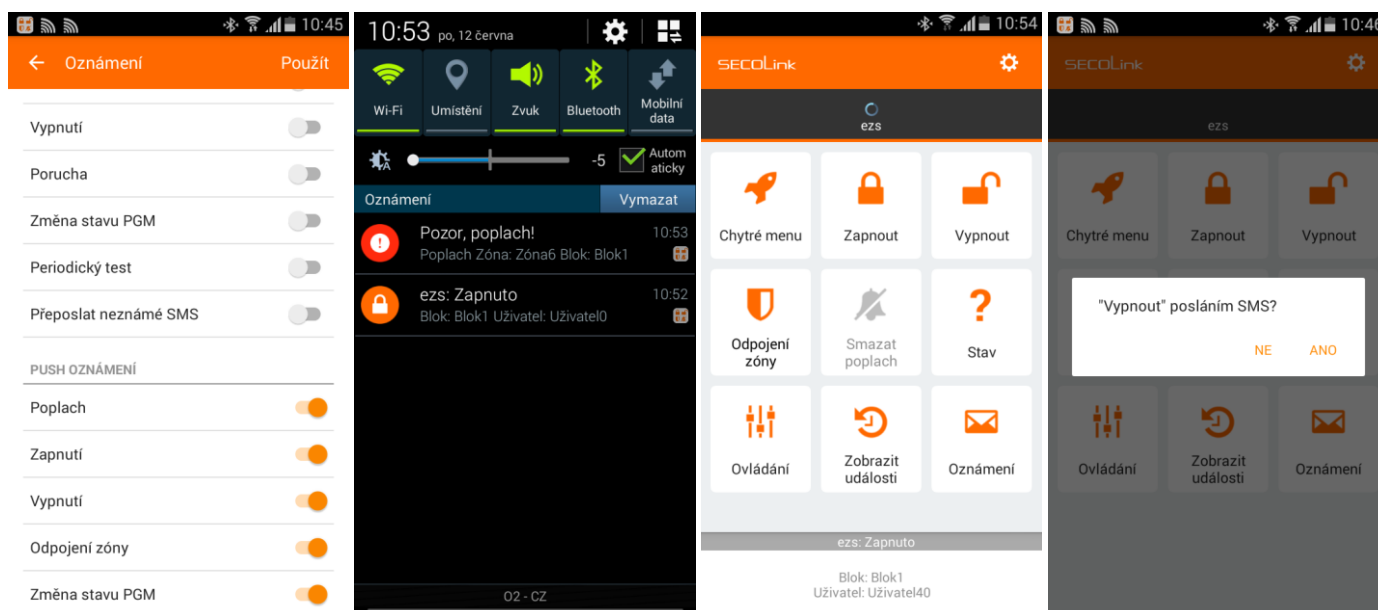 10:45
Oznámení
Použít
Vypnutí
Porucha
Změna stavu PGM
Periodický test
Přeposlat neznámé SMS
PUSH OZNÁMENÍ
Poplach
Zapnutí
Vypnutí
Odpojení zóny
Změna stavu PGM
10:53 po, 12 června
Wi-Fi
Umístění
Zvuk
Bluetooth
Mobilní
data
-5
Autom
aticky
Oznámení
Vymazat
Pozor, poplach! 10:53
Poplach Zóna: Zóna6 Blok: Blok1
ezs: Zapnuto 10:52
Blok: Blok1 Uživatel: Uživatel0
O2 - CZ
10:54
SECOLink
ezs
Chytré menu
Zapnout
Vypnout
Odpojení
zóny
Smazat
poplach
Stav
Ovládání
Zobrazit
události
Oznámení
ezs: Zapnuto
Blok: Blok1
Uživatel: Uživatel40
10:46
SECOLink
ezs
Chytré menu
Zapnout
Vypnout
"Vypnout" posláním SMS?
NE
ANO
Ovládání
Zobrazit
události
Oznámení